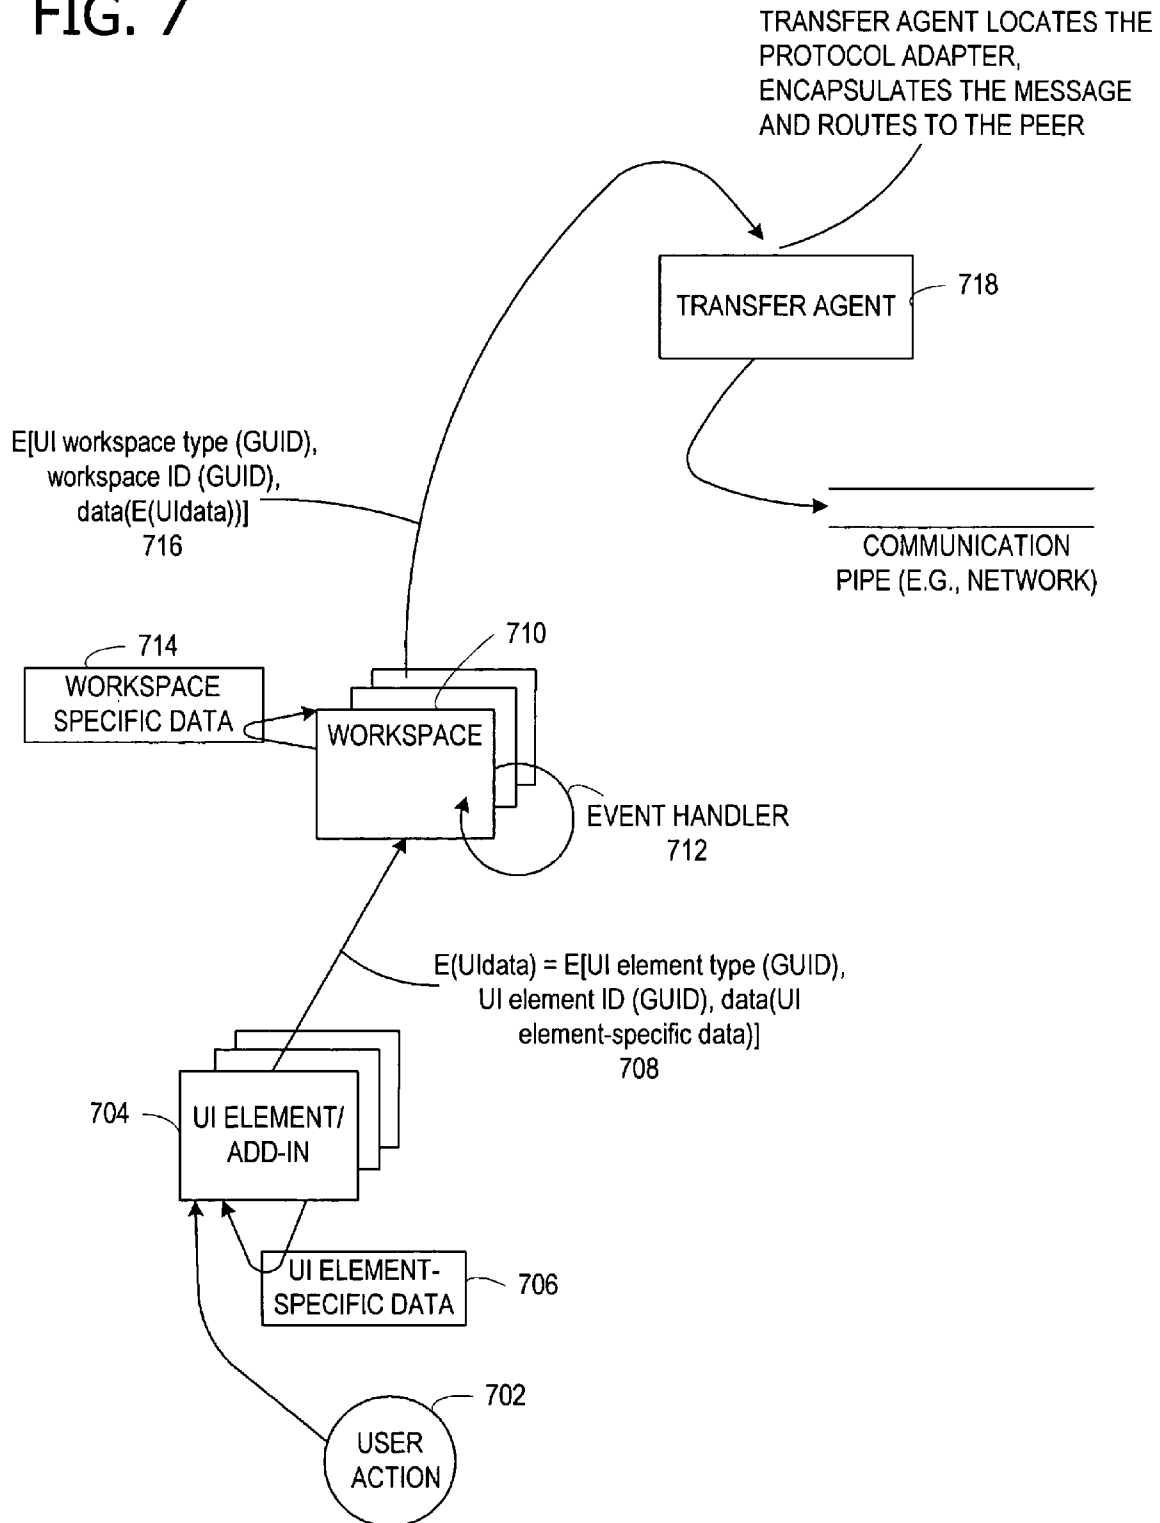 FIG. 7
TRANSFER AGENT LOCATES THE
PROTOCOL ADAPTER,
ENCAPSULATES THE MESSAGE
AND ROUTES TO THE PEER
TRANSFER AGENT
718
E[UI workspace type (GUID),
workspace ID (GUID),
data(E(UIdata))]
716
COMMUNICATION
PIPE (E.G., NETWORK)
714
WORKSPACE
SPECIFIC DATA
710
WORKSPACE
EVENT HANDLER
712
E(UIdata) = E[UI element type (GUID),
UI element ID (GUID), data(UI
element-specific data)]
708
704
UI ELEMENT/
ADD-IN
UI ELEMENT-
SPECIFIC DATA
706
702
USER
ACTION